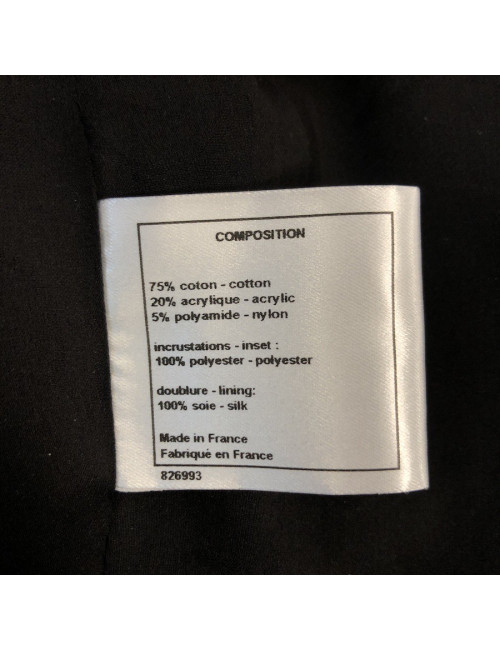 COMPOSITION
75% coton - cotton
20% acrylique - acrylic
5% polyamide - nylon
incrustations - inset :
100% polyester - polyester
doublure - lining:
100% soie - silk
Made in France
Fabriqué en France
826993